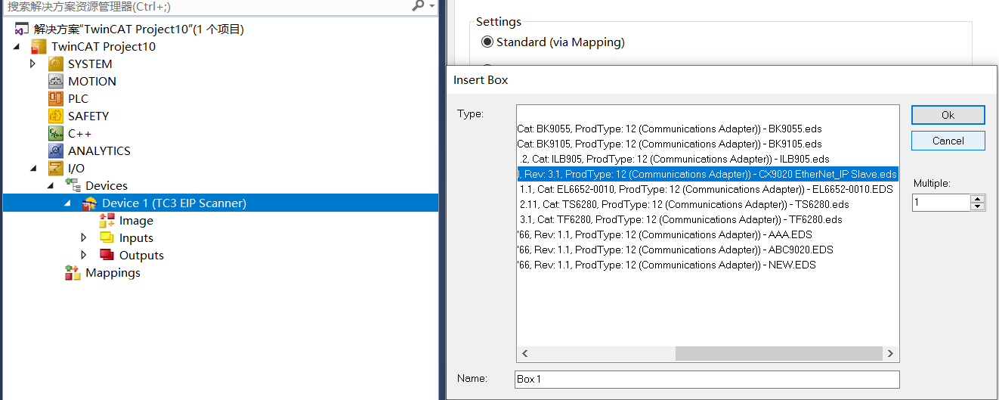 搜索解决方案资源管理器(Ctrl+;)
解决方案"TwinCAT Project10"(1 个项目)
TwinCAT Project10
SYSTEM
MOTION
PLC
SAFETY
C++
ANALYTICS
I/O
Devices
Device 1 (TC3 EIP Scanner)
Image
Inputs
Outputs
Mappings
Settings
Standard (via Mapping)
Insert Box
Type:
Cat: BK9055, ProdType: 12 (Communications Adapter)) - BK9055.eds
Cat: BK9105, ProdType: 12 (Communications Adapter)) - BK9105.eds
.2, Cat: ILB905, ProdType: 12 (Communications Adapter)) - ILB905.eds
, Rev: 3.1, ProdType: 12 (Communications Adapter)) - CX9020 EtherNet_IP Slave.eds
1.1, Cat: EL6652-0010, ProdType: 12 (Communications Adapter)) - EL6652-0010.EDS
2.11, Cat: TS6280, ProdType: 12 (Communications Adapter)) - TS6280.eds
3.1, Cat: TF6280, ProdType: 12 (Communications Adapter)) - TF6280.eds
'66, Rev: 1.1, ProdType: 12 (Communications Adapter)) - AAA.EDS
'66, Rev: 1.1, ProdType: 12 (Communications Adapter)) - ABC9020.EDS
'66, Rev: 1.1, ProdType: 12 (Communications Adapter)) - NEW.EDS
Ok
Cancel
Multiple:
1
Name:
Box 1